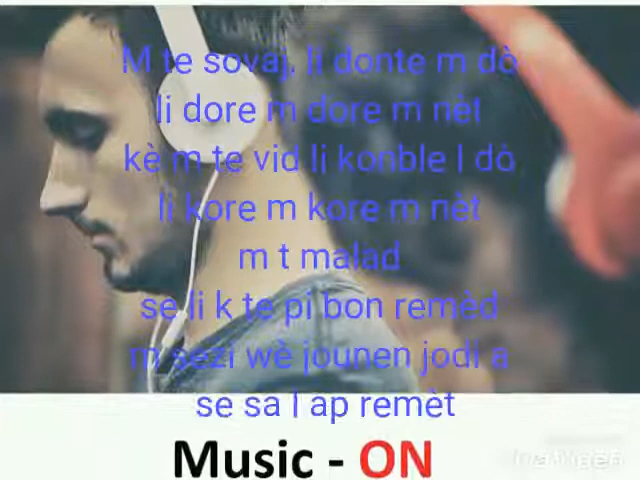 M te sovaj, li donte m dò
li dore m dore m nèt
kè m te vid li konble l dò
li kore m kore m nèt
m t malad
se li k te pi bon remèd
m sezi wè jounen jodi a
se sa l ap remèt
Music - ON